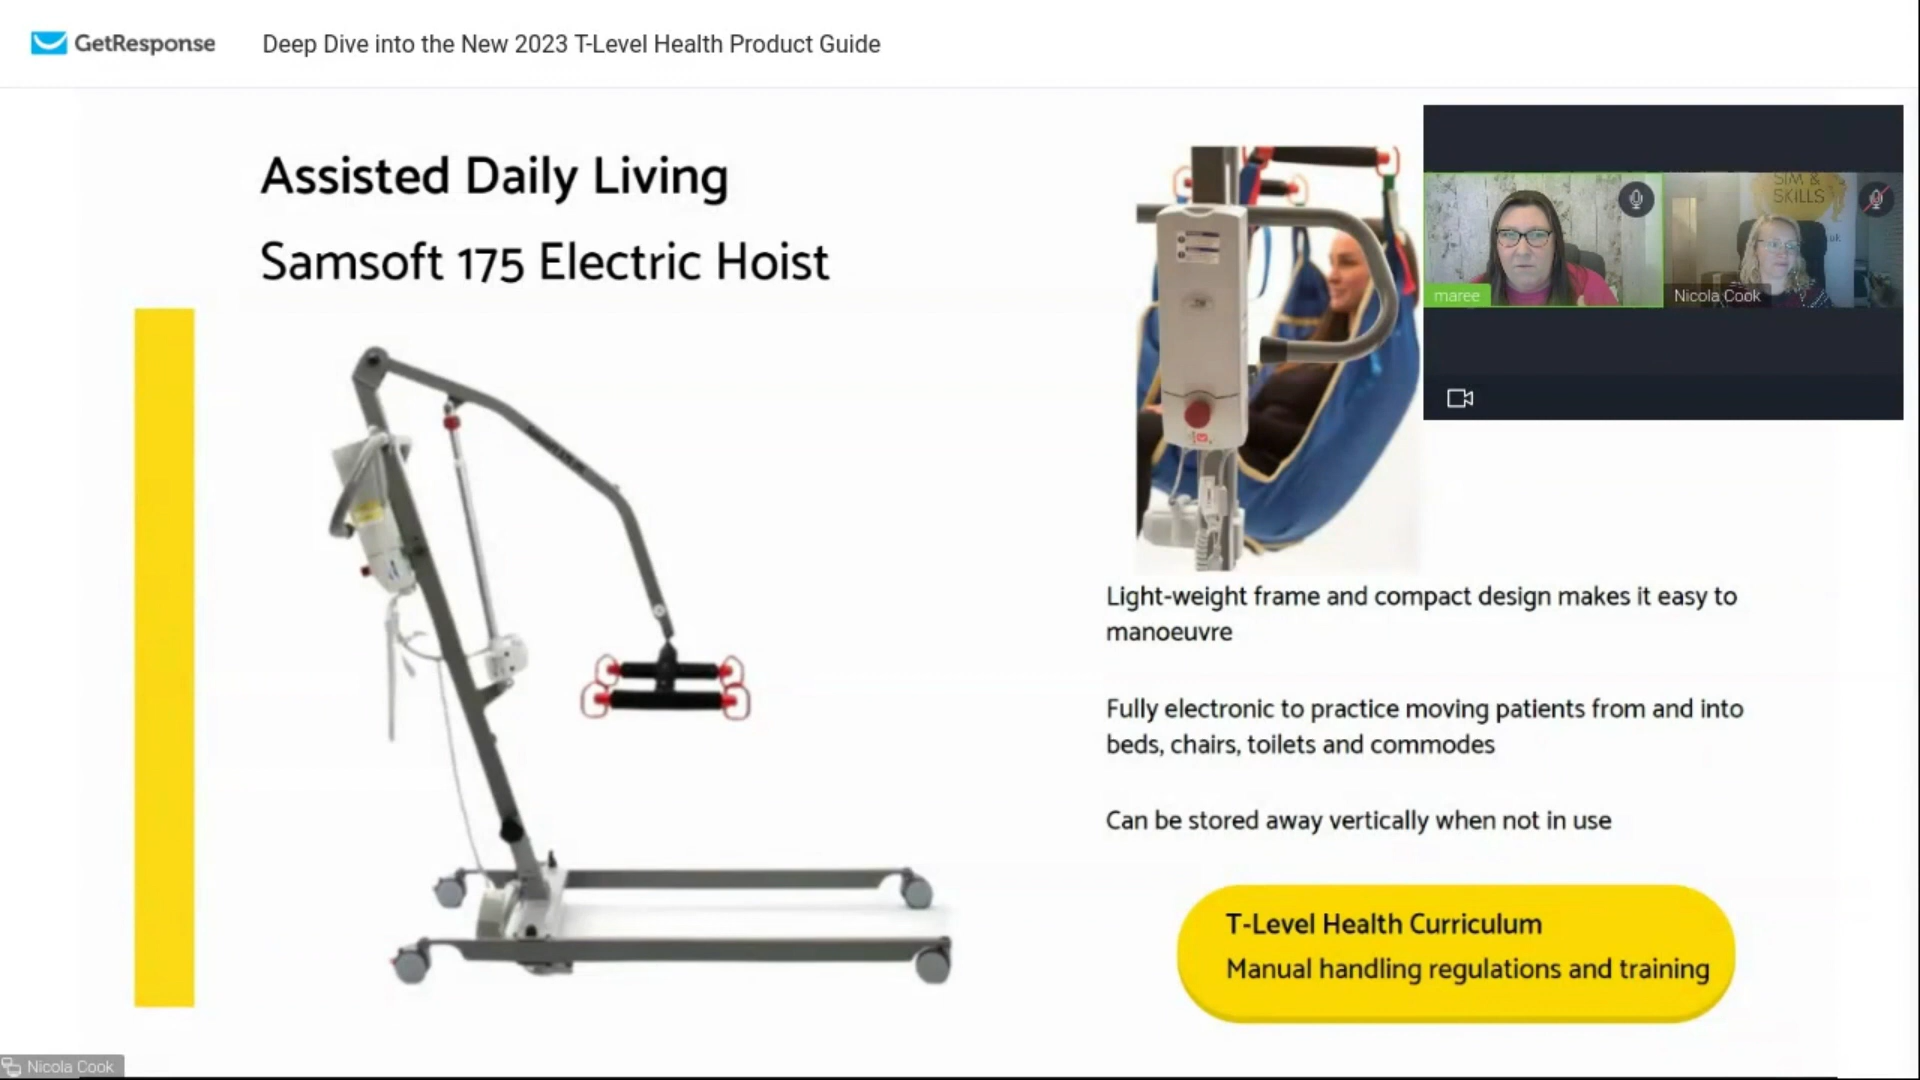 GetResponse
Deep Dive into the New 2023 T-Level Health Product Guide
Assisted Daily Living
Samsoft 175 Electric Hoist
SIM &
SKILLS
maree
Nicola Cook
Light-weight frame and compact design makes it easy to
manoeuvre
Fully electronic to practice moving patients from and into
beds, chairs, toilets and commodes
Can be stored away vertically when not in use
T-Level Health Curriculum
Manual handling regulations and training
Nicola Cook